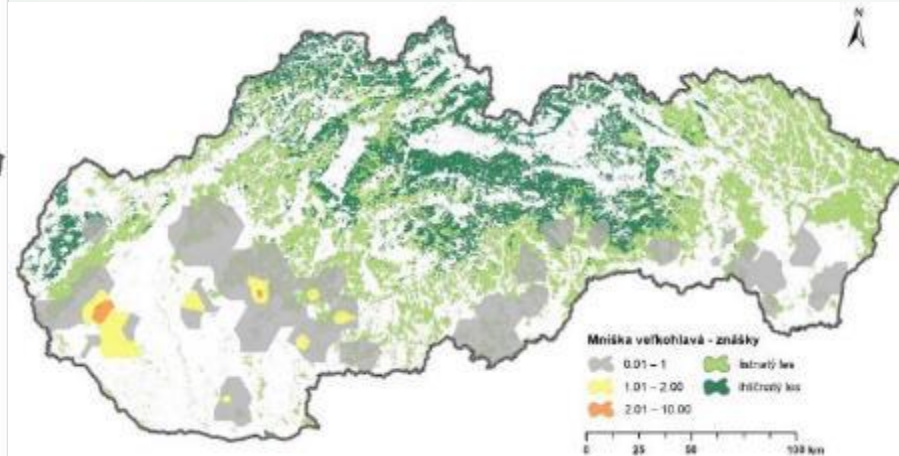 N
Mníška veľkohlavá - znášky
0.01 – 1
listnatý les
1.01 – 2.00
ihličnatý les
2.01 – 10.00
0 25 50 100 km